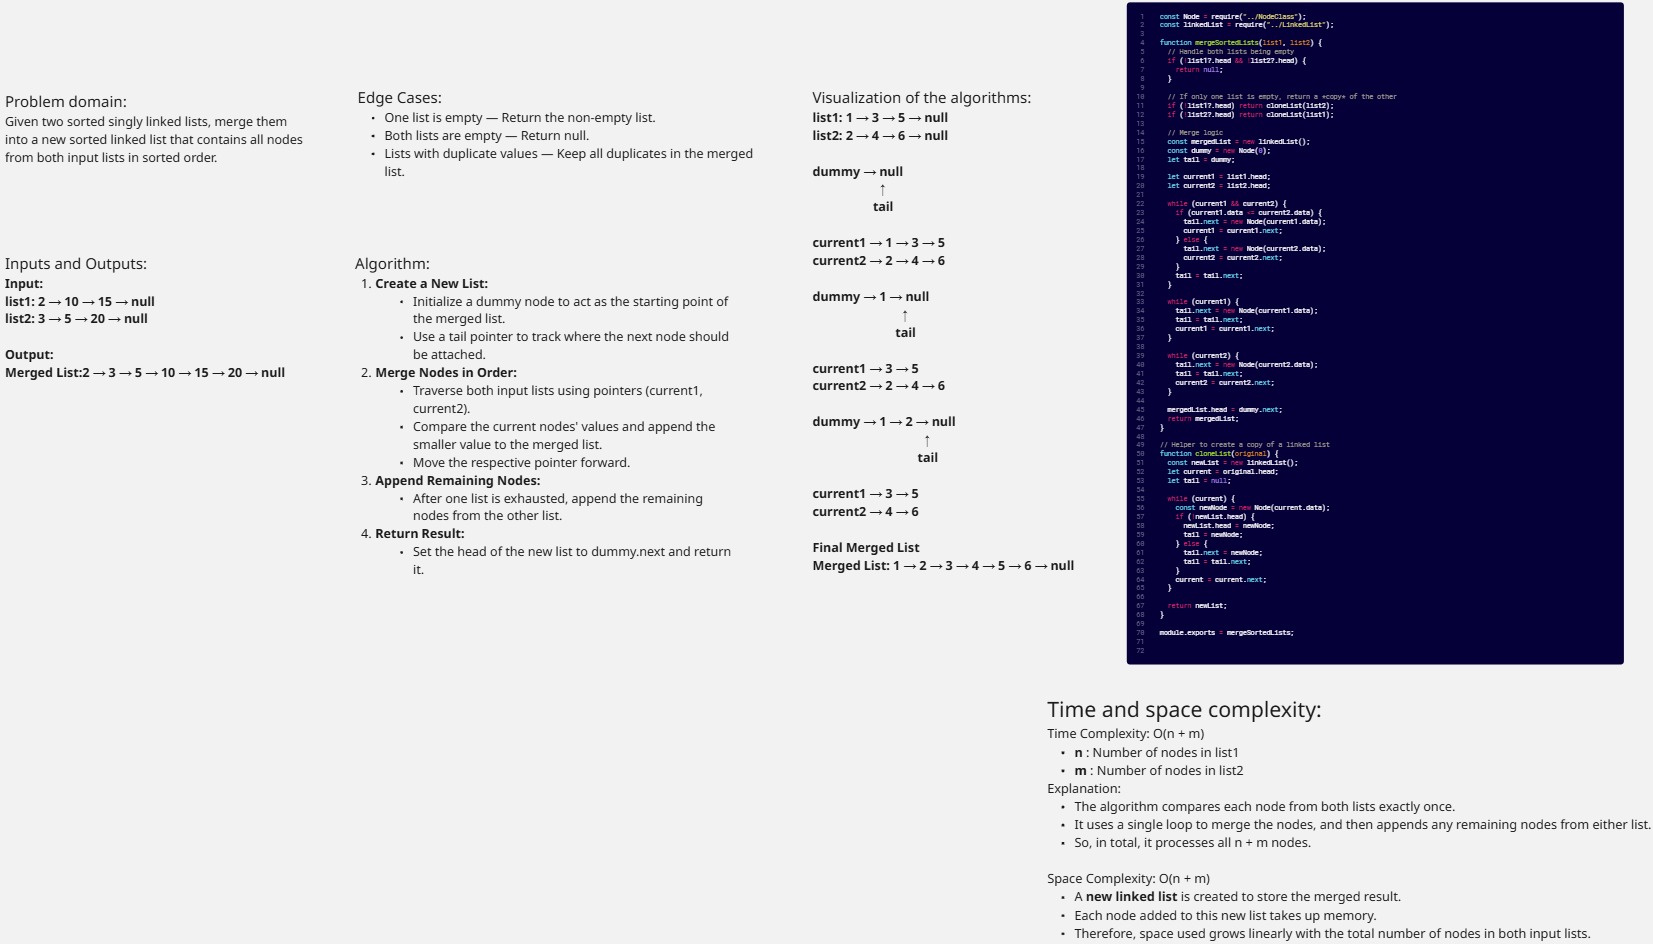 Problem domain:
Given two sorted singly linked lists, merge them
into a new sorted linked list that contains all nodes
from both input lists in sorted order.
Inputs and Outputs:
Input:
list1: 2 → 10 → 15 → null
list2: 3 → 5 → 20 → null
Output:
Merged List:2 → 3 → 5 → 10 → 15 → 20 → null
Edge Cases:
• One list is empty — Return the non-empty list.
• Both lists are empty — Return null.
• Lists with duplicate values — Keep all duplicates in the merged
list.
Algorithm:
1. Create a New List:
• Initialize a dummy node to act as the starting point of
the merged list.
• Use a tail pointer to track where the next node should
be attached.
2. Merge Nodes in Order:
• Traverse both input lists using pointers (current1,
current2).
• Compare the current nodes' values and append the
smaller value to the merged list.
• Move the respective pointer forward.
3. Append Remaining Nodes:
• After one list is exhausted, append the remaining
nodes from the other list.
4. Return Result:
• Set the head of the new list to dummy.next and return
it.
Visualization of the algorithms:
list1: 1 → 3 → 5 → null
list2: 2 → 4 → 6 → null
dummy → null
↑
tail
current1 → 1 → 3 → 5
current2 → 2 → 4 → 6
dummy → 1 → null
↑
tail
current1 → 3 → 5
current2 → 2 → 4 → 6
dummy → 1 → 2 → null
↑
tail
current1 → 3 → 5
current2 → 4 → 6
Final Merged List
Merged List: 1 → 2 → 3 → 4 → 5 → 6 → null
1 const Node = require("../NodeClass");
2 const linkedList = require("../LinkedList");
3
4 function mergeSortedLists(list1, list2) {
5 // Handle both lists being empty
6 if (!list1?.head && !list2?.head) {
7 return null;
8 }
9
10 // If only one list is empty, return a *copy* of the other
11 if (!list1?.head) return cloneList(list2);
12 if (!list2?.head) return cloneList(list1);
13
14 // Merge logic
15 const mergedList = new linkedList();
16 const dummy = new Node(0);
17 let tail = dummy;
18
19 let current1 = list1.head;
20 let current2 = list2.head;
21
22 while (current1 && current2) {
23 if (current1.data <= current2.data) {
24 tail.next = new Node(current1.data);
25 current1 = current1.next;
26 } else {
27 tail.next = new Node(current2.data);
28 current2 = current2.next;
29 }
30 tail = tail.next;
31 }
32
33 while (current1) {
34 tail.next = new Node(current1.data);
35 tail = tail.next;
36 current1 = current1.next;
37 }
38
39 while (current2) {
40 tail.next = new Node(current2.data);
41 tail = tail.next;
42 current2 = current2.next;
43 }
44
45 mergedList.head = dummy.next;
46 return mergedList;
47 }
48
49 // Helper to create a copy of a linked list
50 function cloneList(original) {
51 const newList = new linkedList();
52 let current = original.head;
53 let tail = null;
54
55 while (current) {
56 const newNode = new Node(current.data);
57 if (!newList.head) {
58 newList.head = newNode;
59 tail = newNode;
60 } else {
61 tail.next = newNode;
62 tail = tail.next;
63 }
64 current = current.next;
65 }
66
67 return newList;
68 }
69
70 module.exports = mergeSortedLists;
71
72
Time and space complexity:
Time Complexity: O(n + m)
• n : Number of nodes in list1
• m : Number of nodes in list2
Explanation:
• The algorithm compares each node from both lists exactly once.
• It uses a single loop to merge the nodes, and then appends any remaining nodes from either list.
• So, in total, it processes all n + m nodes.
Space Complexity: O(n + m)
• A new linked list is created to store the merged result.
• Each node added to this new list takes up memory.
• Therefore, space used grows linearly with the total number of nodes in both input lists.